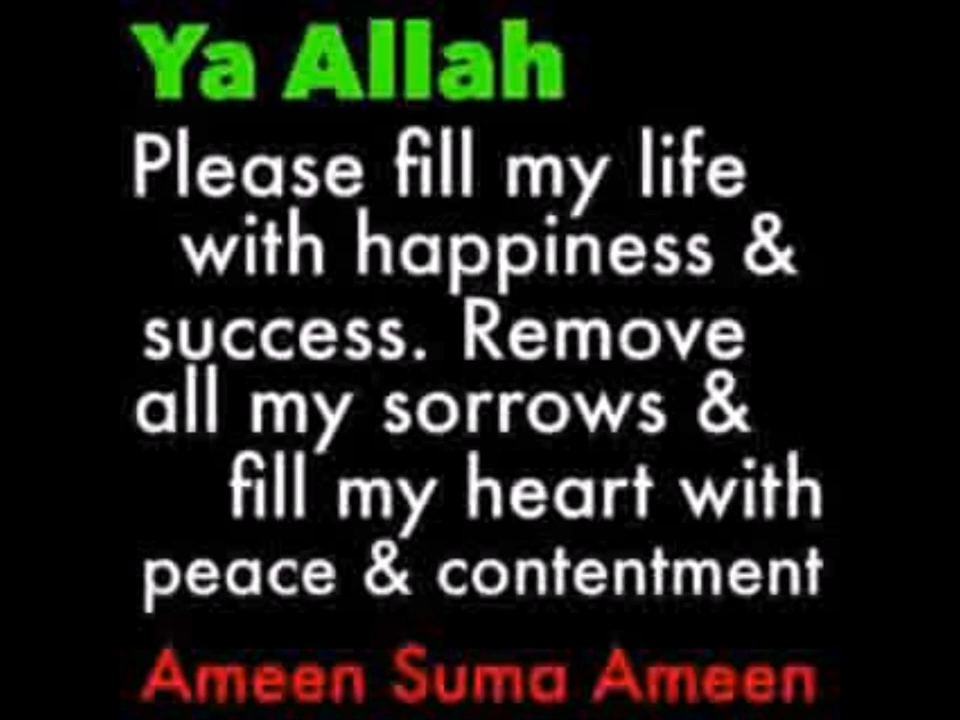 Ya Allah
Please fill my life
with happiness &
success. Remove
all my sorrows &
fill my heart with
peace & contentment
Ameen Suma Ameen